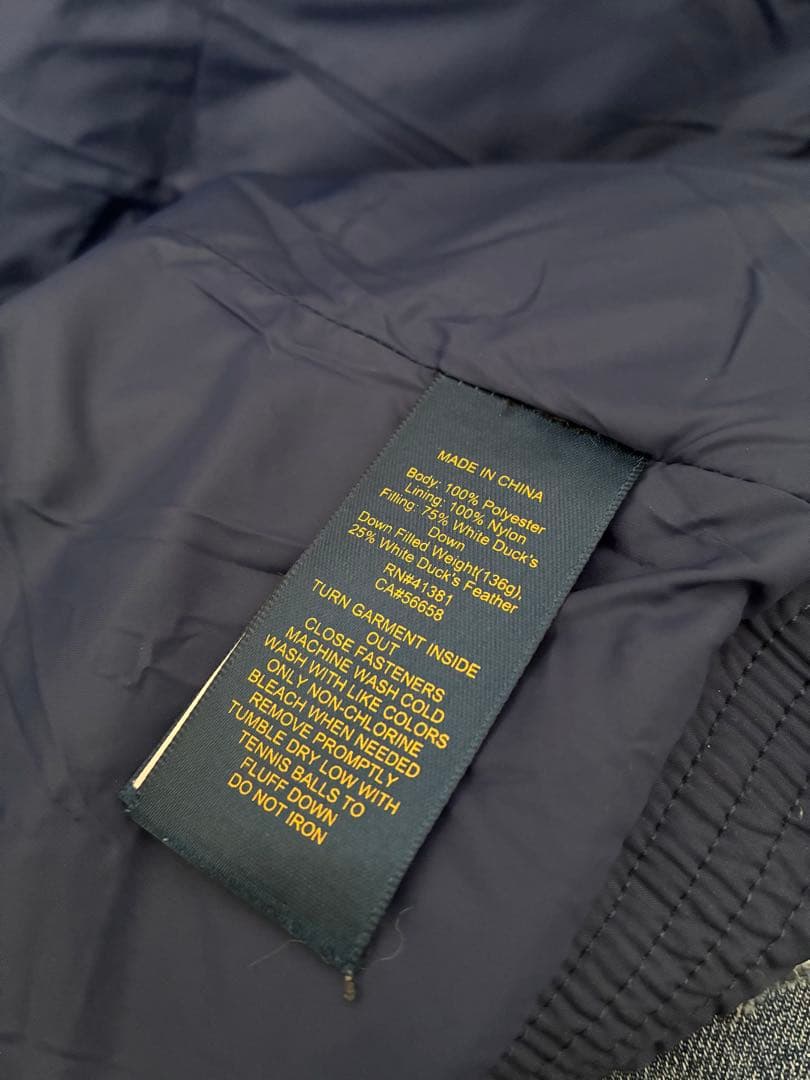 MADE IN CHINA
Body: 100% Polyester
Lining: 100% Nylon
Filling: 75% White Duck's
Down
Down Filled Weight(136g),
25% White Duck's Feather
RN#41381
CA#56658
TURN GARMENT INSIDE
OUT
CLOSE FASTENERS
MACHINE WASH COLD
WASH WITH LIKE COLORS
ONLY NON-CHLORINE
BLEACH WHEN NEEDED
REMOVE PROMPTLY
TUMBLE DRY LOW WITH
TENNIS BALLS TO
FLUFF DOWN
DO NOT IRON